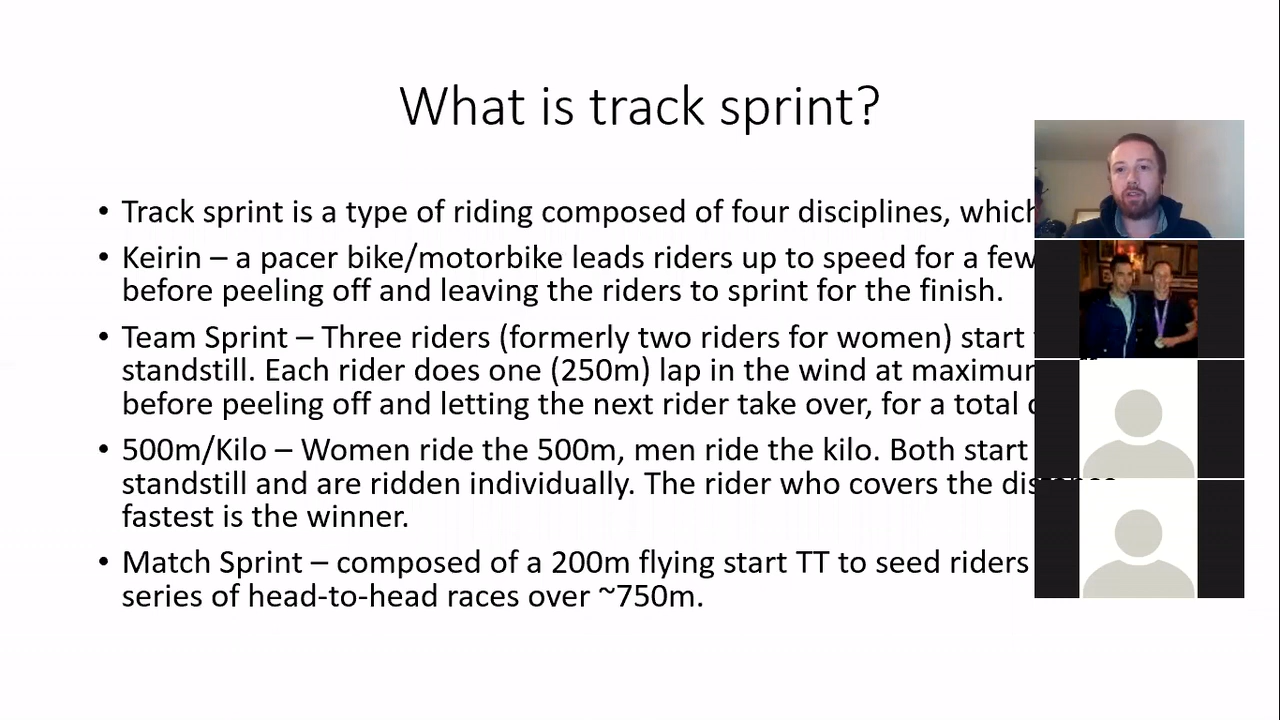 What is track sprint?
• Track sprint is a type of riding composed of four disciplines, which
• Keirin – a pacer bike/motorbike leads riders up to speed for a few
before peeling off and leaving the riders to sprint for the finish.
• Team Sprint – Three riders (formerly two riders for women) start
standstill. Each rider does one (250m) lap in the wind at
before peeling off and letting the next rider take over, for a total
• 500m/Kilo – Women ride the 500m, men ride the kilo. Both start
standstill and are ridden individually. The rider who covers the distance
fastest is the winner.
• Match Sprint – composed of a 200m flying start TT to seed riders
series of head-to-head races over ~750m.